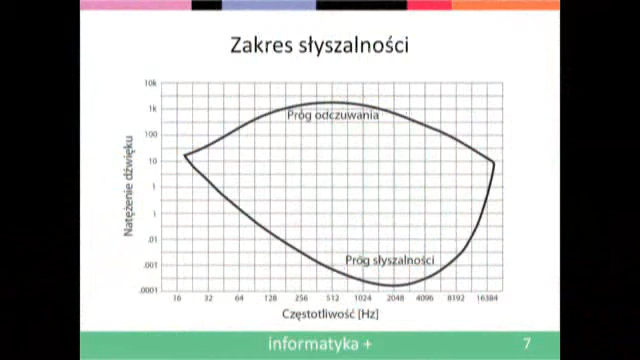 Zakres słyszalności
10k
1k
100
10
1
1
.01
.001
.0001
Natężenie dźwięku
Próg odczuwania
Próg słyszalności
16 32 64 128 256 512 1024 2048 4096 8192 16384
Częstotliwość [Hz]
informatyka +
7